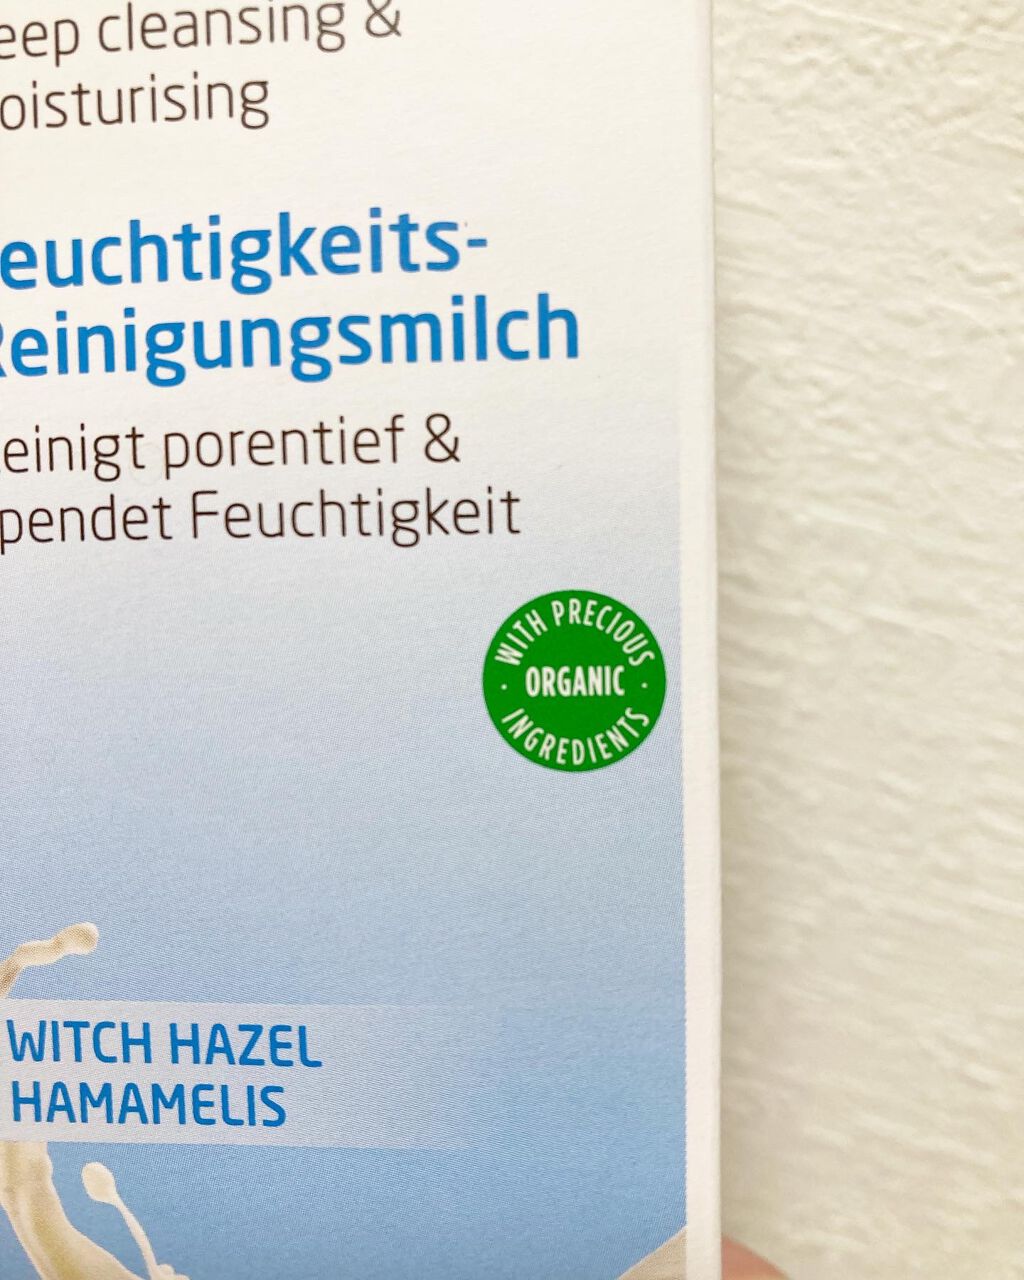 eep cleansing &
oisturising
euchtigkeits-
Reinigungsmilch
einigt porentief &
pendet Feuchtigkeit
WITH PRECIOUS
· ORGANIC ·
INGREDIENTS
WITCH HAZEL
HAMAMELIS